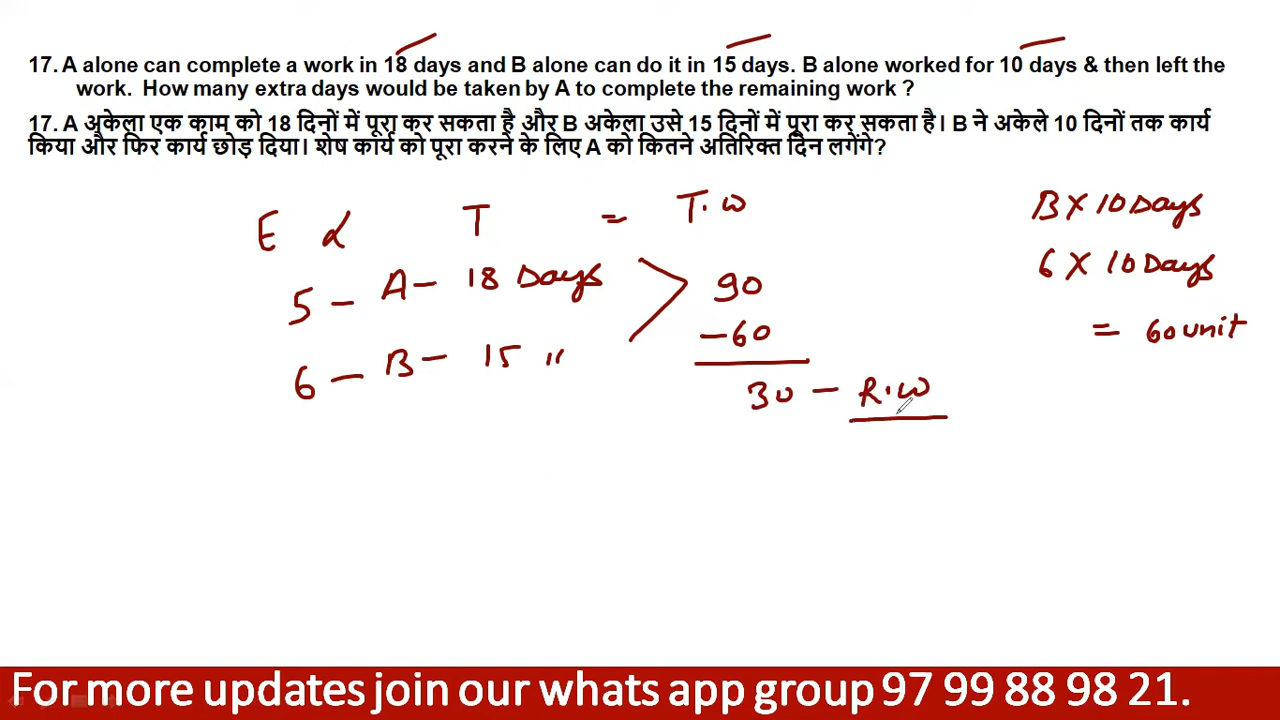 17. A alone can complete a work in 18 days and B alone can do it in 15 days. B alone worked for 10 days & then left the
work. How many extra days would be taken by A to complete the remaining work ?
17. A अकेला एक काम को 18 दिनों में पूरा कर सकता है और B अकेला उसे 15 दिनों में पूरा कर सकता है। B ने अकेले 10 दिनों तक कार्य
किया और फिर कार्य छोड़ दिया। शेष कार्य को पूरा करने के लिए A को कितने अतिरिक्त दिन लगेंगे?
E α T = T.W
5 - A - 18 Days 90
-60
6 - B - 15 "
30 - R.W
B X 10 Days
6 X 10 Days
= 60 unit
For more updates join our whats app group 97 99 88 98 21.